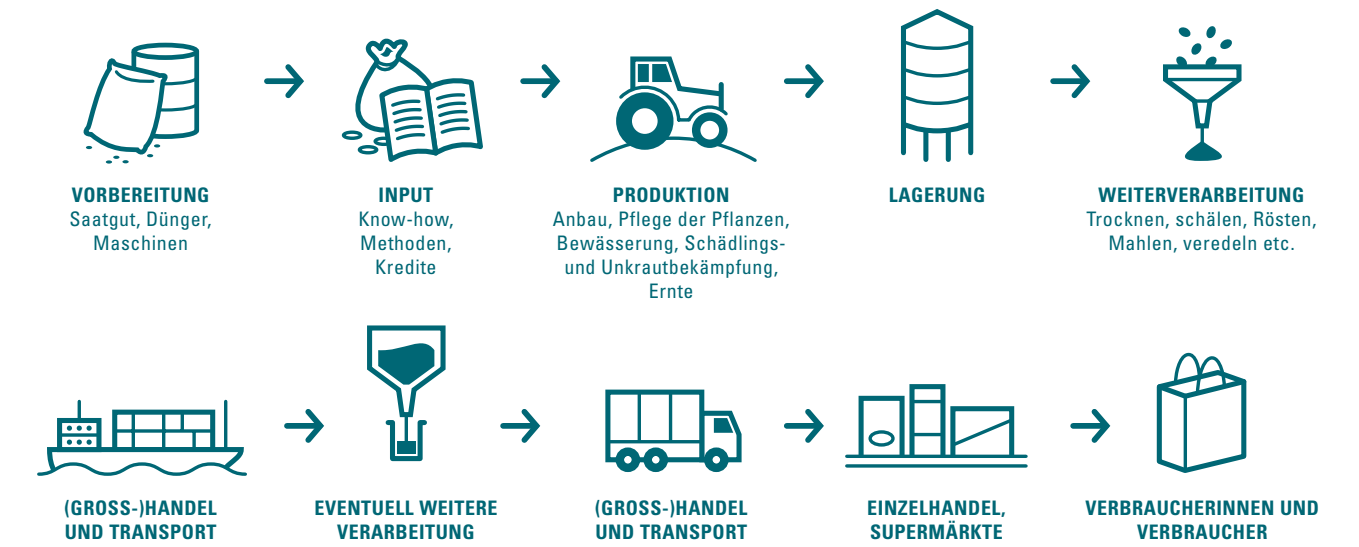 VORBEREITUNG
Saatgut, Dünger,
Maschinen
INPUT
Know-how,
Methoden,
Kredite
PRODUKTION
Anbau, Pflege der Pflanzen,
Bewässerung, Schädlings-
und Unkrautbekämpfung,
Ernte
LAGERUNG
WEITERVERARBEITUNG
Trocknen, schälen, Rösten,
Mahlen, veredeln etc.
(GROSS-)HANDEL
UND TRANSPORT
EVENTUELL WEITERE
VERARBEITUNG
(GROSS-)HANDEL
UND TRANSPORT
EINZELHANDEL,
SUPERMÄRKTE
VERBRAUCHERINNEN UND
VERBRAUCHER